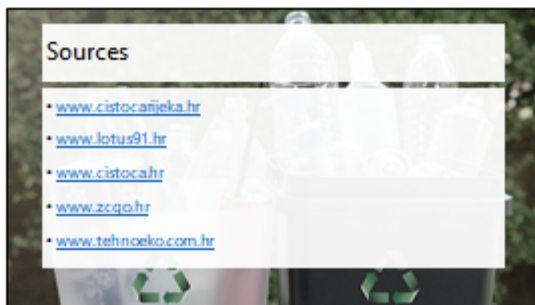 Sources
• www.cistocarijeka.hr
• www.lotus91.hr
• www.cistoca.hr
• www.zcgo.hr
• www.tehnoeko.com.hr